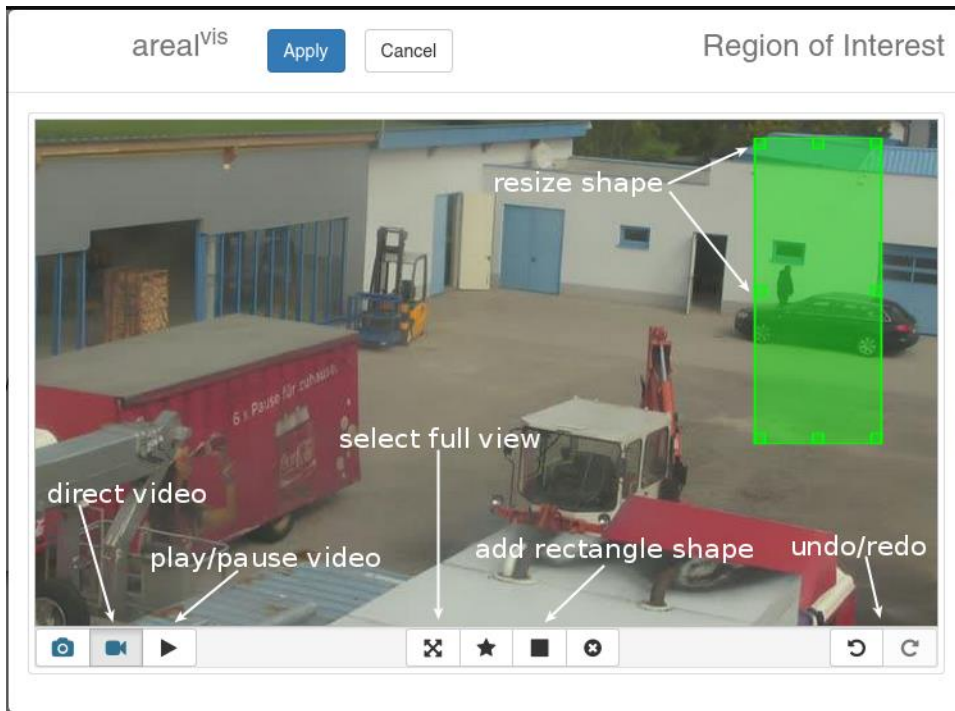 areal^vis
Apply
Cancel
Region of Interest
resize shape
6 x Pause für zuhause.
select full view
direct video
play/pause video
add rectangle shape
undo/redo